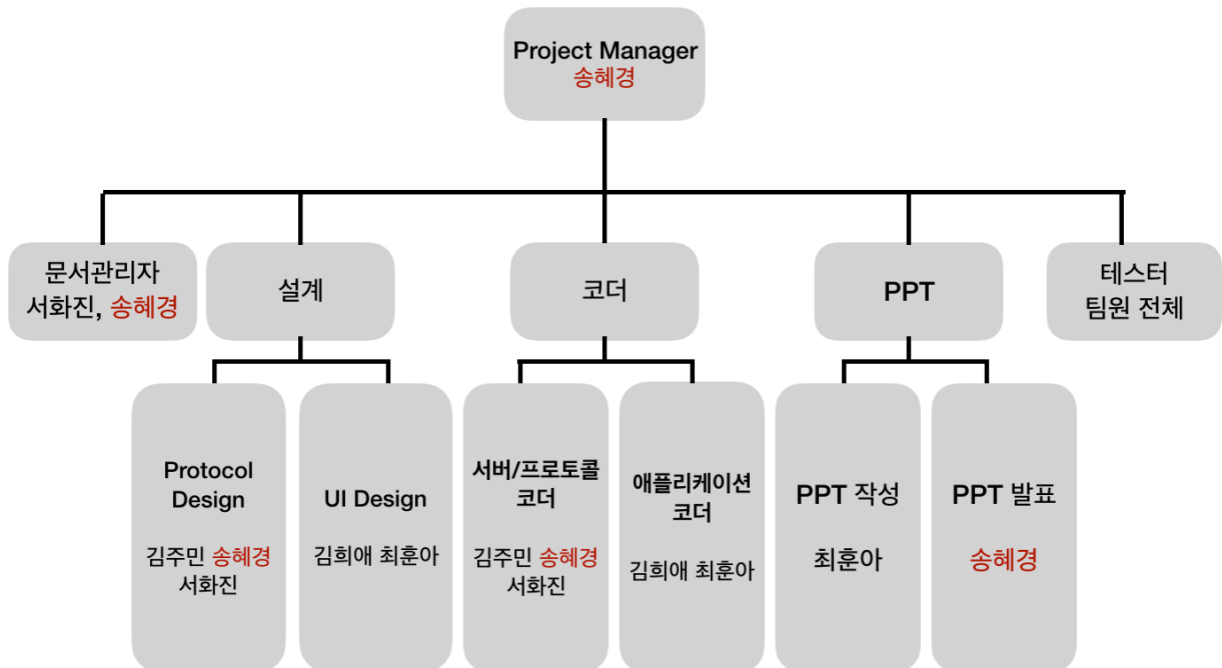 Project Manager
송혜경
문서관리자
서화진, 송혜경
설계
코더
PPT
테스터
팀원 전체
Protocol
Design
김주민 송혜경
서화진
UI Design
김희애 최훈아
서버/프로토콜
코더
김주민 송혜경
서화진
애플리케이션
코더
김희애 최훈아
PPT 작성
최훈아
PPT 발표
송혜경